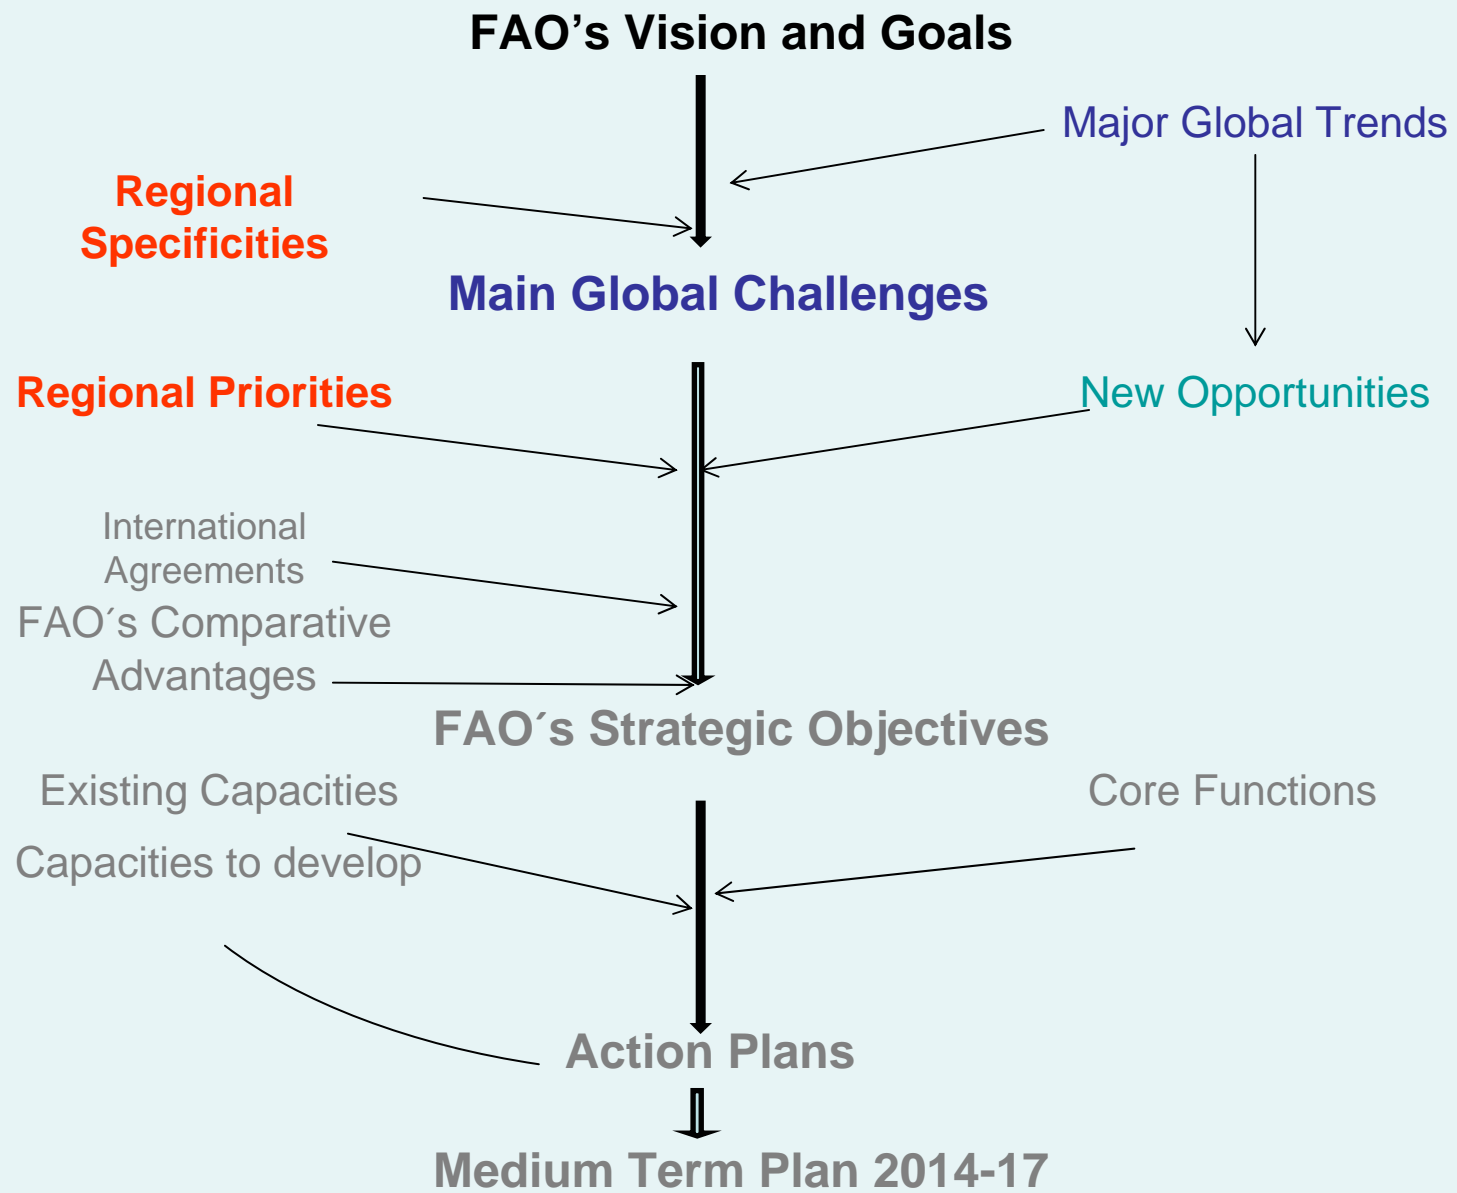 FAO’s Vision and Goals
Major Global Trends
Regional
Specificities
Main Global Challenges
Regional Priorities
New Opportunities
International
Agreements
FAO´s Comparative
Advantages
FAO´s Strategic Objectives
Existing Capacities
Core Functions
Capacities to develop
Action Plans
Medium Term Plan 2014-17